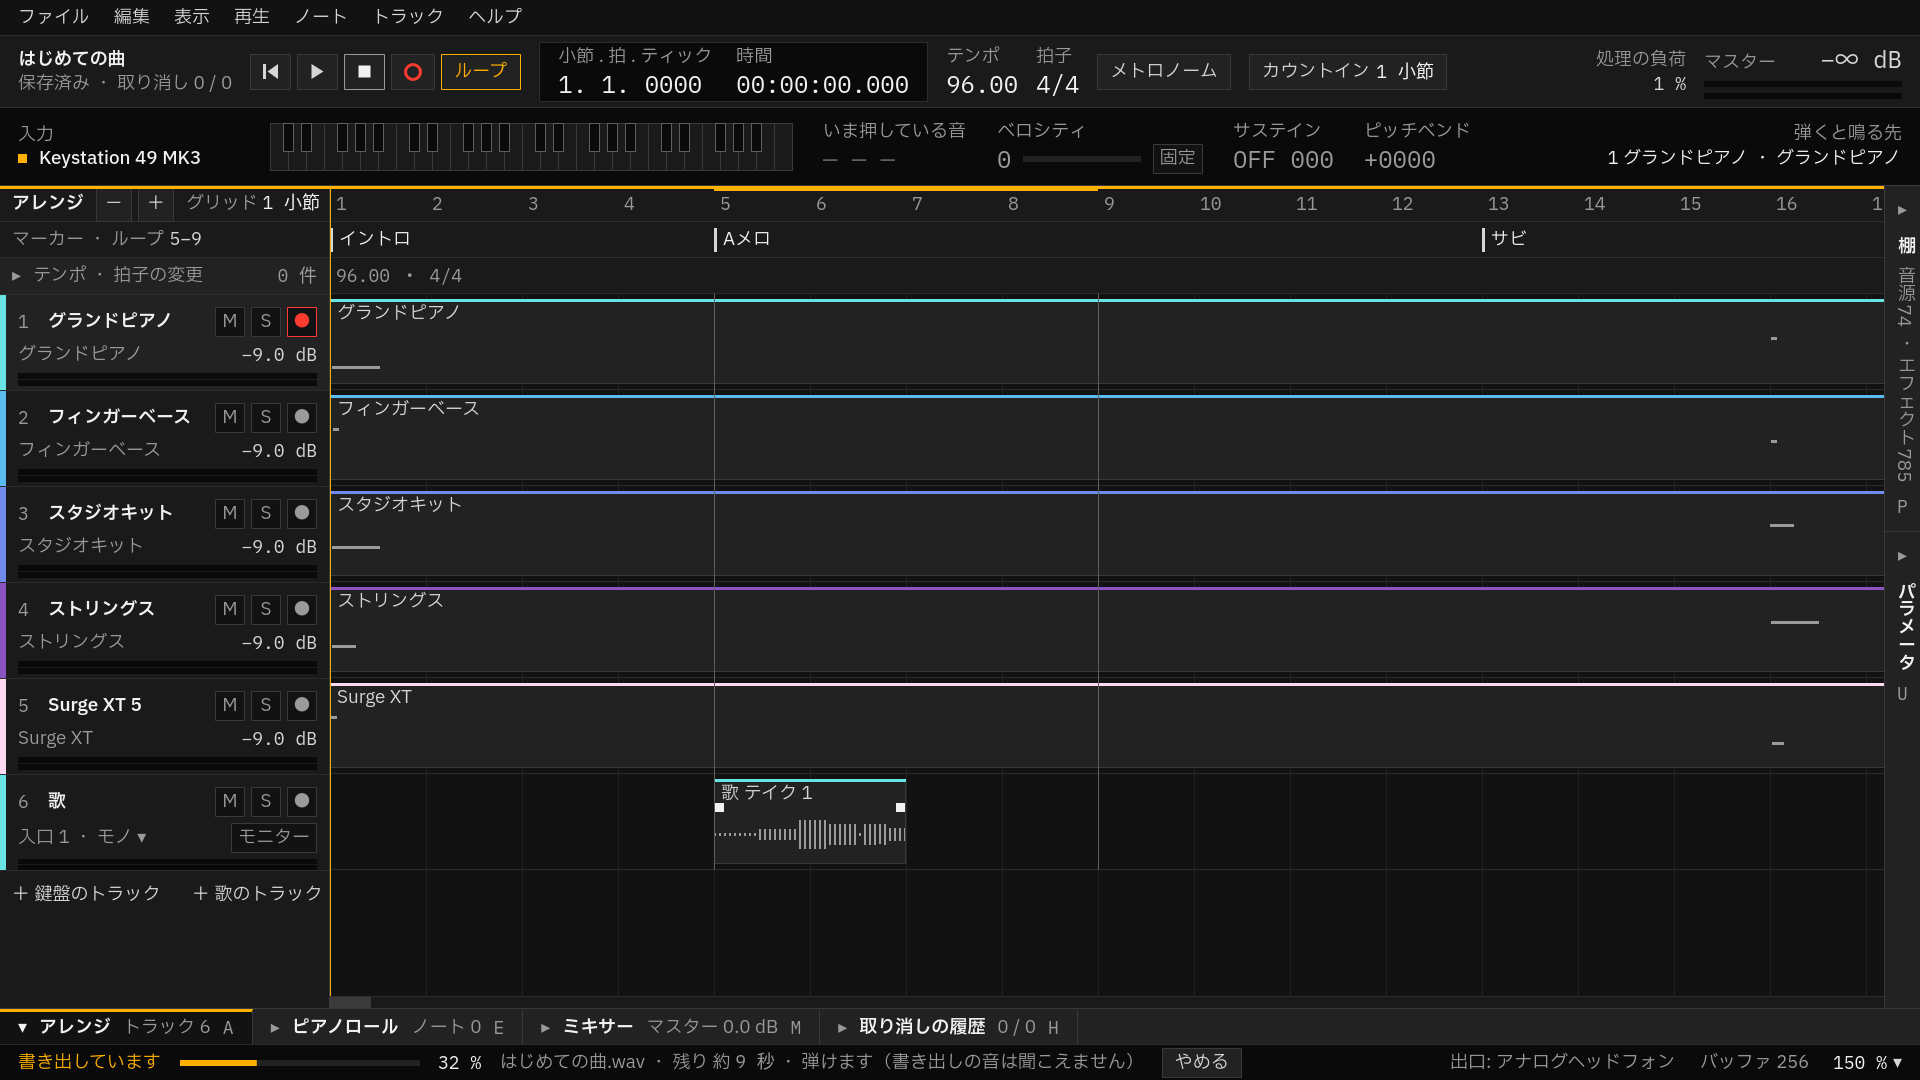 ファイル 編集 表示 再生 ノート トラック ヘルプ
はじめての曲
保存済み ・ 取り消し 0 / 0
ループ
小節 . 拍 . ティック 時間
1. 1. 0000 00:00:00.000
テンポ 拍子
96.00 4/4
メトロノーム
カウントイン 1 小節
処理の負荷
1 %
マスター −∞ dB
入力
Keystation 49 MK3
いま押している音
— — —
ベロシティ
0 固定
サステイン
OFF 000
ピッチベンド
+0000
弾くと鳴る先
1 グランドピアノ ・ グランドピアノ
アレンジ − + グリッド 1 小節
1 2 3 4 5 6 7 8 9 10 11 12 13 14 15 16 1
マーカー ・ ループ 5–9
イントロ Aメロ サビ
▸ テンポ ・ 拍子の変更 0 件
96.00 ・ 4/4
1 グランドピアノ M S
グランドピアノ −9.0 dB
グランドピアノ
2 フィンガーベース M S
フィンガーベース −9.0 dB
フィンガーベース
3 スタジオキット M S
スタジオキット −9.0 dB
スタジオキット
4 ストリングス M S
ストリングス −9.0 dB
ストリングス
5 Surge XT 5 M S
Surge XT −9.0 dB
Surge XT
6 歌 M S
入口 1 ・ モノ ▾ モニター
歌 テイク 1
+ 鍵盤のトラック + 歌のトラック
▸ 棚 音源 74 ・ エフェクト 785 P
▸ パラメータ U
▾ アレンジ トラック 6 A
▸ ピアノロール ノート 0 E
▸ ミキサー マスター 0.0 dB M
▸ 取り消しの履歴 0 / 0 H
書き出しています 32 % はじめての曲.wav ・ 残り 約 9 秒 ・ 弾けます（書き出しの音は聞こえません） やめる
出口: アナログヘッドフォン バッファ 256 150 % ▾